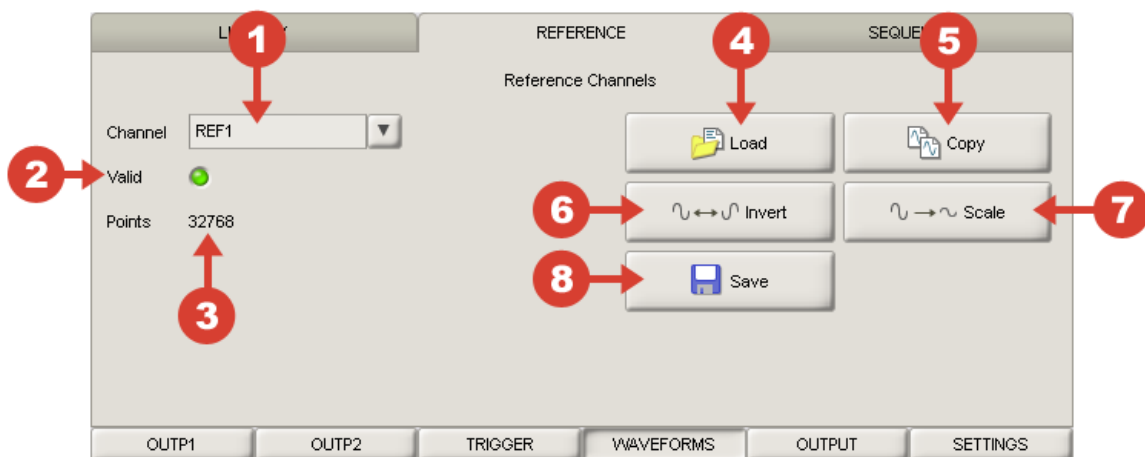 REFERENCE
1
4
5
Reference Channels
Channel REF1
Load
Copy
2
Valid
6
Invert
Scale
7
Points 32768
8
Save
3
OUTP1 OUTP2 TRIGGER WAVEFORMS OUTPUT SETTINGS